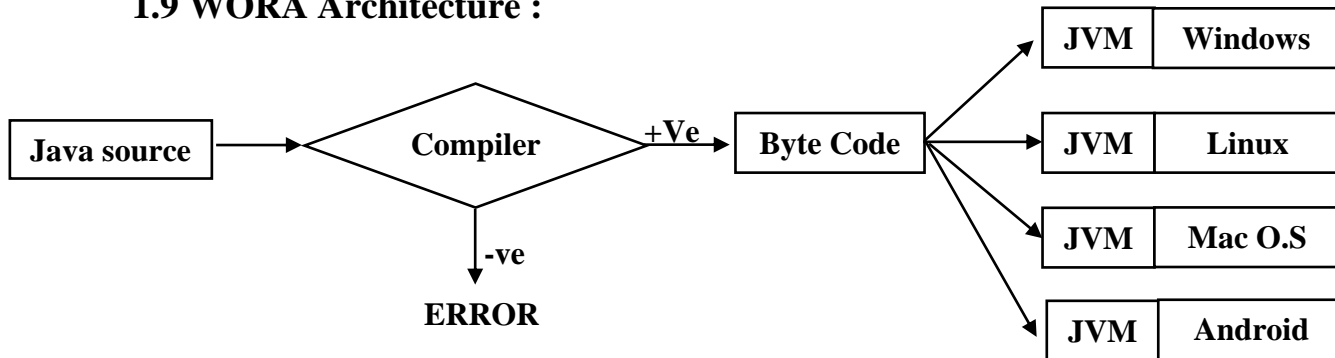 1.9 WORA Architecture :
JVM Windows
Java source
Compiler
+Ve
Byte Code
JVM Linux
-ve
JVM Mac O.S
ERROR
JVM Android